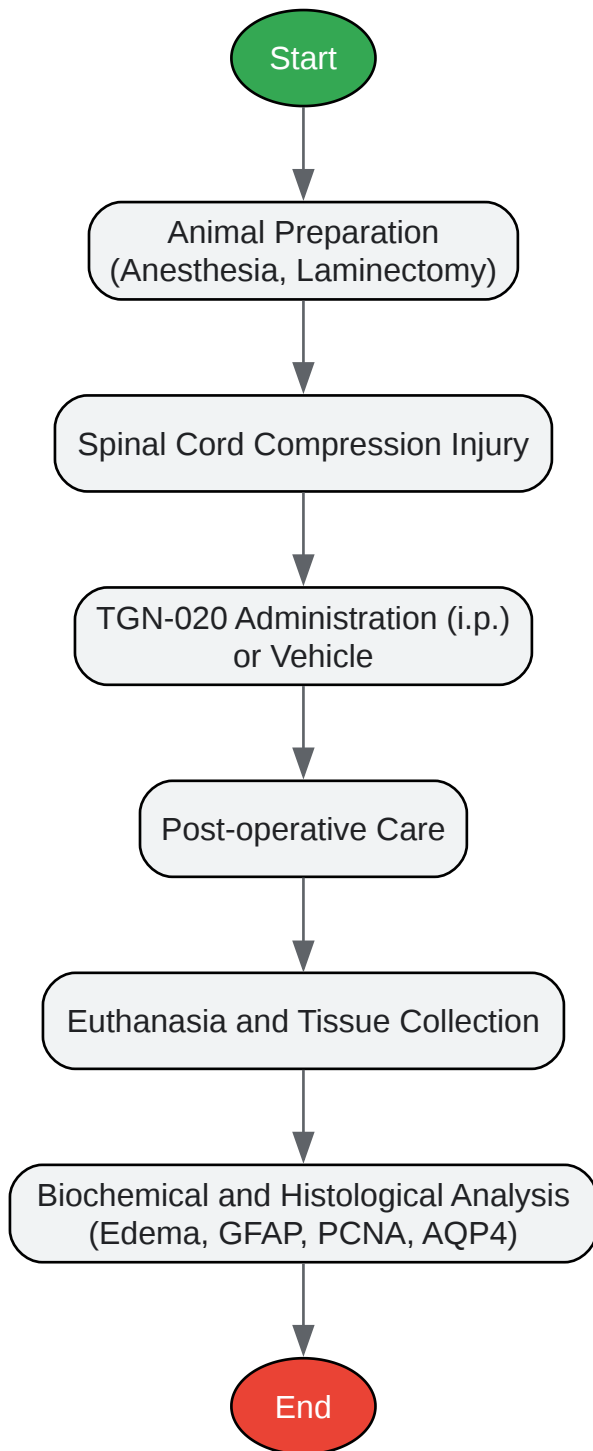 Start
Animal Preparation
(Anesthesia, Laminectomy)
Spinal Cord Compression Injury
TGN-020 Administration (i.p.)
or Vehicle
Post-operative Care
Euthanasia and Tissue Collection
Biochemical and Histological Analysis
(Edema, GFAP, PCNA, AQP4)
End